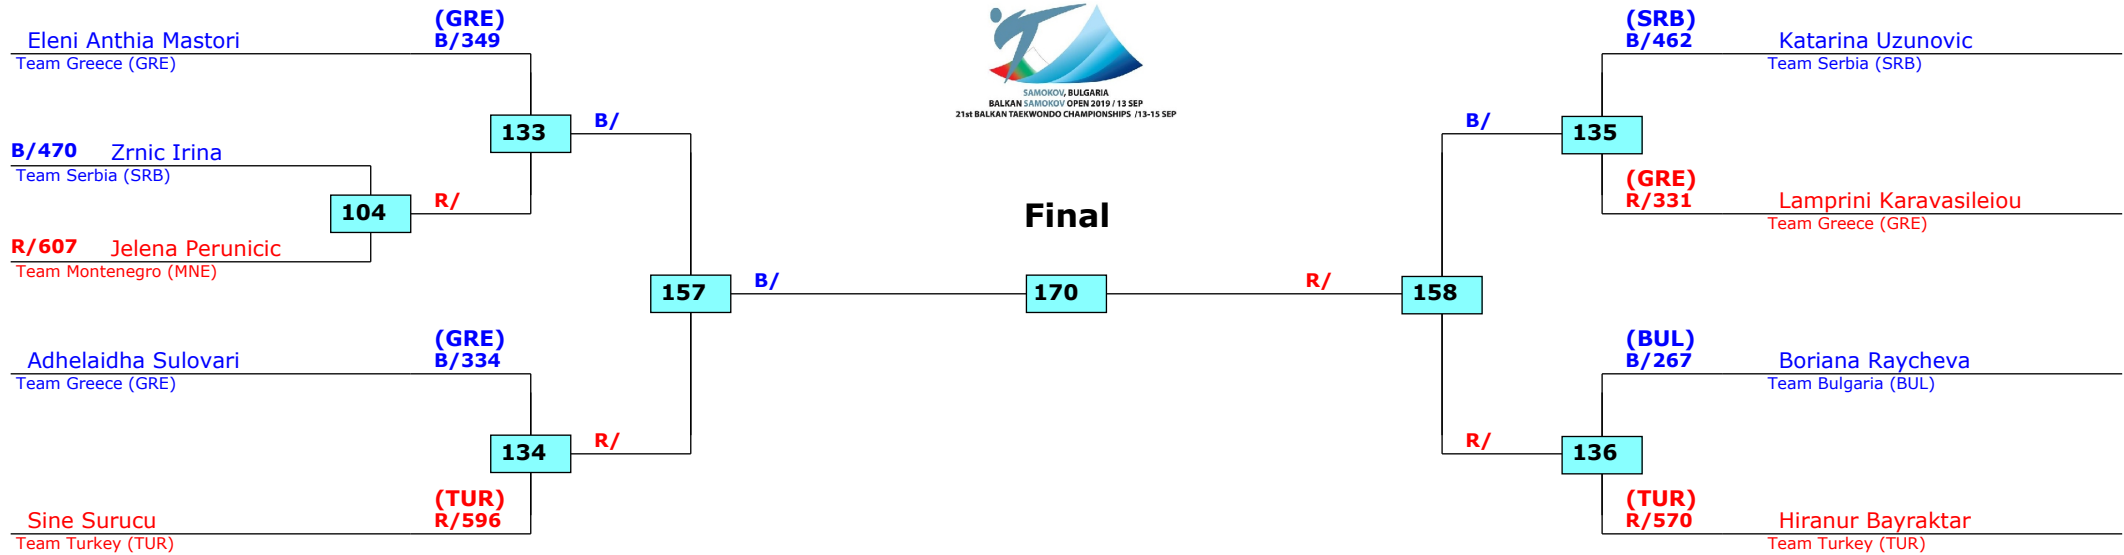 (GRE)
Eleni Anthia Mastori B/349
Team Greece (GRE)
133 B/
B/470 Zrnic Irina
Team Serbia (SRB)
104 R/
R/607 Jelena Perunicic
Team Montenegro (MNE)
157 B/
(GRE)
Adhelaidha Sulovari B/334
Team Greece (GRE)
134 R/
(TUR)
Sine Surucu R/596
Team Turkey (TUR)
SAMOKOV, BULGARIA
BALKAN SAMOKOV OPEN 2019 / 13 SEP
21st BALKAN TAEKWONDO CHAMPIONSHIPS /13-15 SEP
Final
170
(SRB)
B/462 Katarina Uzunovic
Team Serbia (SRB)
B/ 135
(GRE)
R/331 Lamprini Karavasileiou
Team Greece (GRE)
R/ 158
(BUL)
B/267 Boriana Raycheva
Team Bulgaria (BUL)
R/ 136
(TUR)
R/570 Hiranur Bayraktar
Team Turkey (TUR)